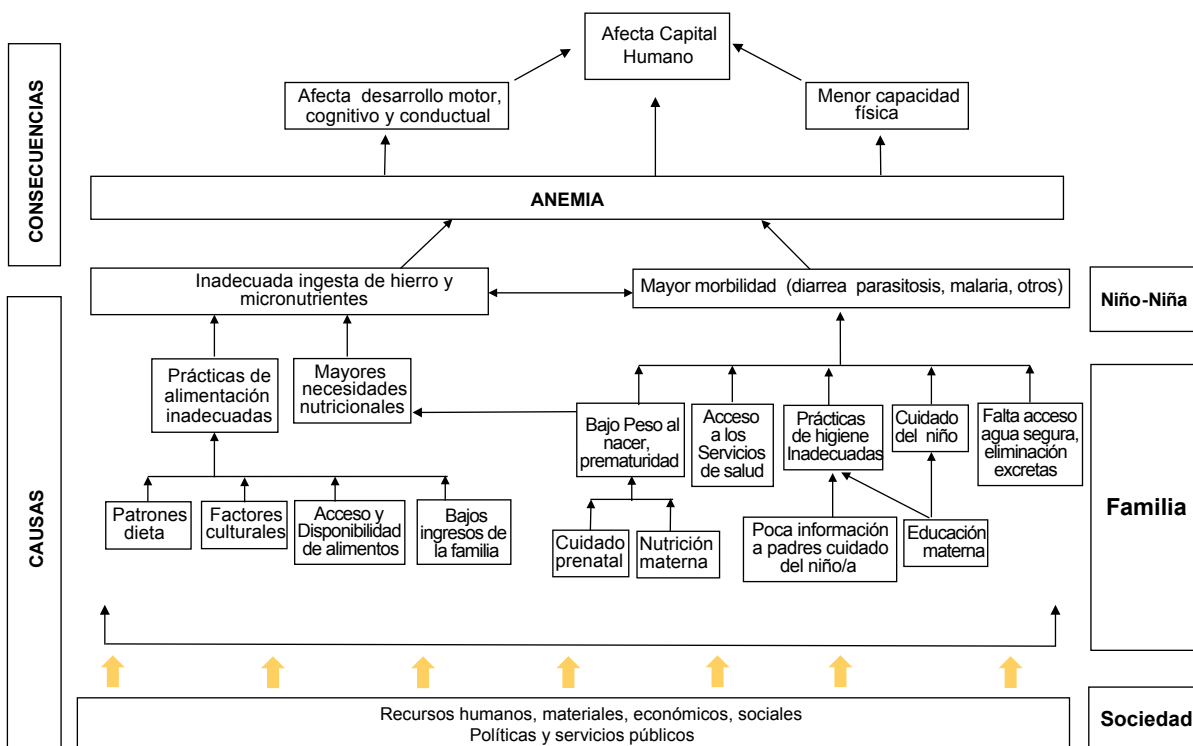 Afecta Capital
Humano
CONSECUENCIAS
Afecta desarrollo motor,
cognitivo y conductual
Menor capacidad
física
ANEMIA
Inadecuada ingesta de hierro y
micronutrientes
Mayor morbilidad (diarrea parasitosis, malaria, otros)
Niño-Niña
CAUSAS
Prácticas de
alimentación
inadecuadas
Mayores
necesidades
nutricionales
Bajo Peso al
nacer,
prematuridad
Acceso
a los
Servicios
de salud
Prácticas
de higiene
Inadecuadas
Cuidado
del niño
Falta acceso
agua segura,
eliminación
excretas
Familia
Patrones
dieta
Factores
culturales
Acceso y
Disponibilidad
de alimentos
Bajos
ingresos de
la familia
Cuidado
prenatal
Nutrición
materna
Poca información
a padres cuidado
del niño/a
Educación
materna
Recursos humanos, materiales, económicos, sociales
Políticas y servicios públicos
Sociedad